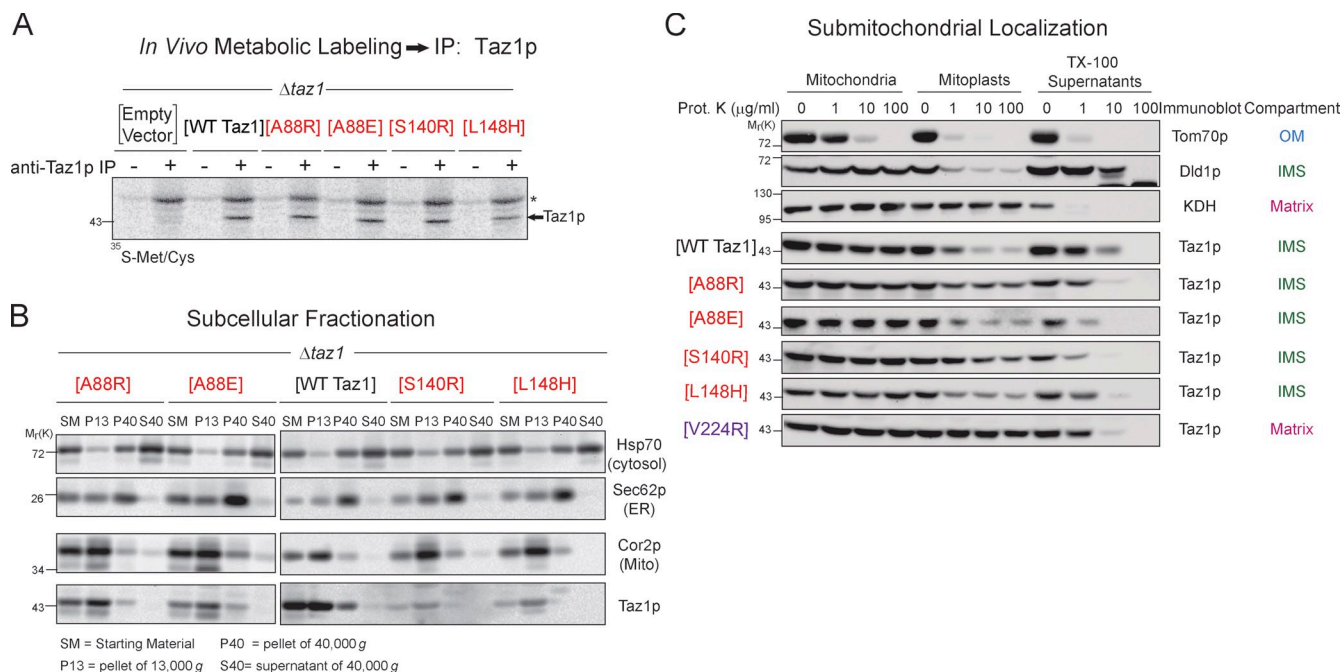 A
In Vivo Metabolic Labeling → IP: Taz1p
Δtaz1
[Empty Vector] [WT Taz1] [A88R] [A88E] [S140R] [L148H]
anti-Taz1p IP - + - + - + - + - + - +
*
43
Taz1p
35
S-Met/Cys
B
Subcellular Fractionation
Δtaz1
[A88R] [A88E] [WT Taz1] [S140R] [L148H]
SM P13 P40 S40 SM P13 P40 S40 SM P13 P40 S40 SM P13 P40 S40 SM P13 P40 S40
Mr(K)
72
Hsp70
(cytosol)
26
Sec62p
(ER)
34
Cor2p
(Mito)
43
Taz1p
SM = Starting Material P40 = pellet of 40,000 g
P13 = pellet of 13,000 g S40= supernatant of 40,000 g
C
Submitochondrial Localization
Mitochondria Mitoplasts TX-100 Supernatants
Prot. K (μg/ml) 0 1 10 100 0 1 10 100 0 1 10 100 Immunoblot Compartment
Mr(K)
72 Tom70p OM
72 Dld1p IMS
130
95 KDH Matrix
[WT Taz1] 43 Taz1p IMS
[A88R] 43 Taz1p IMS
[A88E] 43 Taz1p IMS
[S140R] 43 Taz1p IMS
[L148H] 43 Taz1p IMS
[V224R] 43 Taz1p Matrix